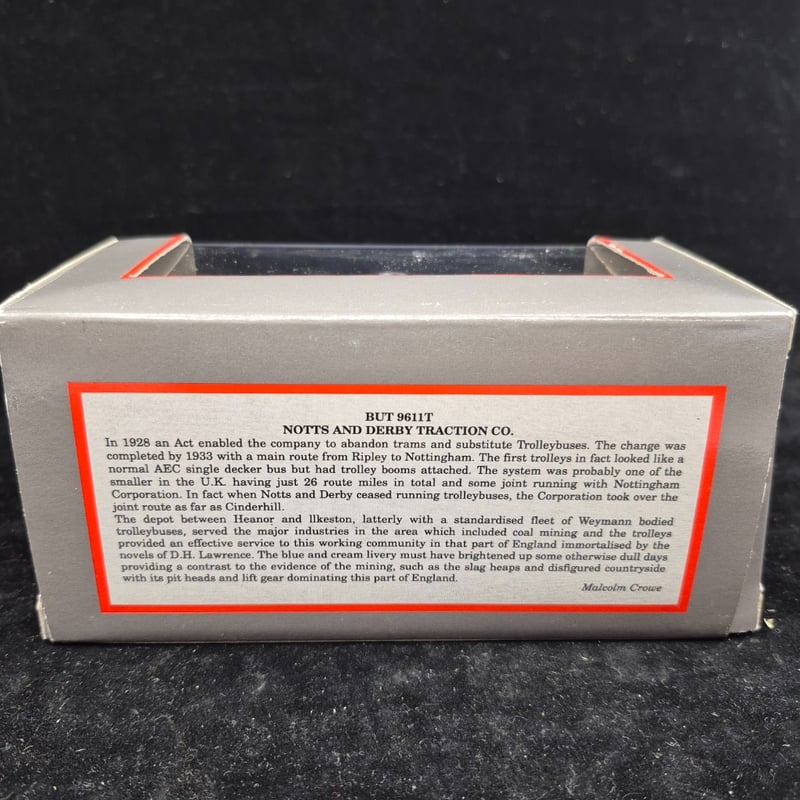 BUT 9611T
NOTTS AND DERBY TRACTION CO.
In 1928 an Act enabled the company to abandon trams and substitute Trolleybuses. The change was
completed by 1933 with a main route from Ripley to Nottingham. The first trolleys in fact looked like a
normal AEC single decker bus but had trolley booms attached. The system was probably one of the
smaller in the U.K. having just 26 route miles in total and some joint running with Nottingham
Corporation. In fact when Notts and Derby ceased running trolleybuses, the Corporation took over the
joint route as far as Cinderhill.
The depot between Heanor and Ilkeston, latterly with a standardised fleet of Weymann bodied
trolleybuses, served the major industries in the area which included coal mining and the trolleys
provided an effective service to this working community in that part of England immortalised by the
novels of D.H. Lawrence. The blue and cream livery must have brightened up some otherwise dull days
providing a contrast to the evidence of the mining, such as the slag heaps and disfigured countryside
with its pit heads and lift gear dominating this part of England.
Malcolm Crowe